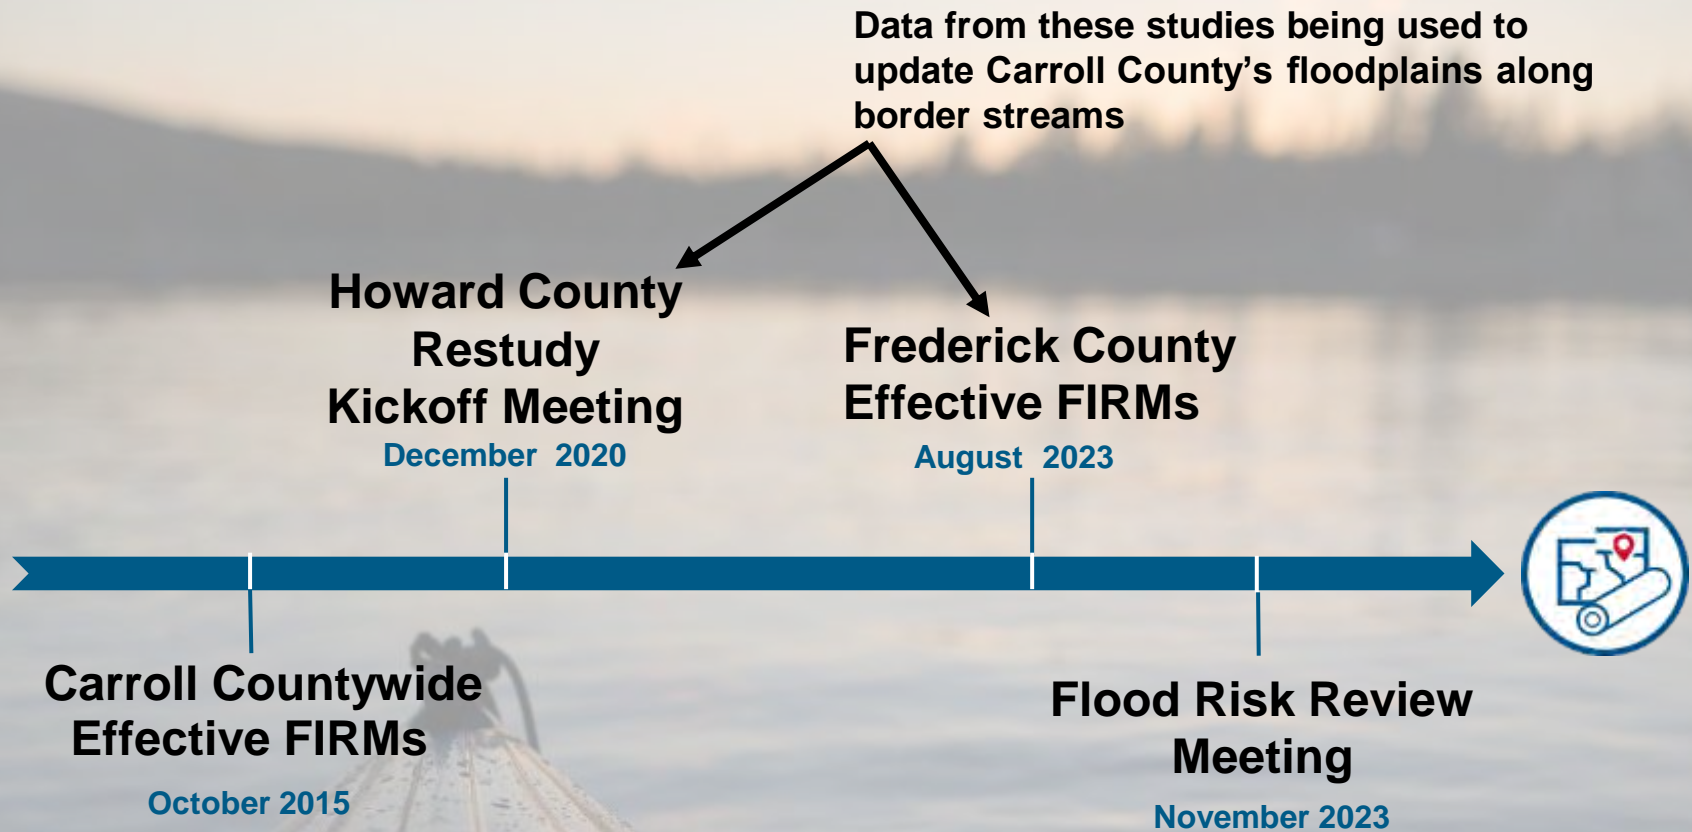 Data from these studies being used to
update Carroll County’s floodplains along
border streams
Howard County
Restudy
Kickoff Meeting
December 2020
Frederick County
Effective FIRMs
August 2023
Carroll Countywide
Effective FIRMs
October 2015
Flood Risk Review
Meeting
November 2023